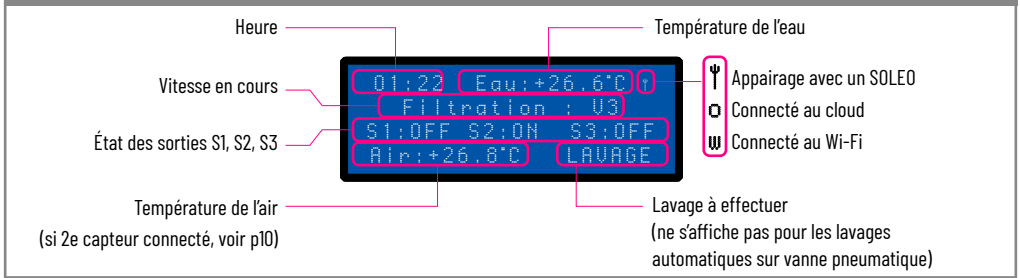 Heure
Température de l'eau
Vitesse en cours
État des sorties S1, S2, S3
01:22 Eau:+26.6°C
Filtration : V3
S1:OFF S2:ON S3:OFF
Air:+26.8°C LAVAGE
Appairage avec un SOLEO
Connecté au cloud
Connecté au Wi-Fi
Température de l'air
(si 2e capteur connecté, voir p10)
Lavage à effectuer
(ne s'affiche pas pour les lavages
automatiques sur vanne pneumatique)